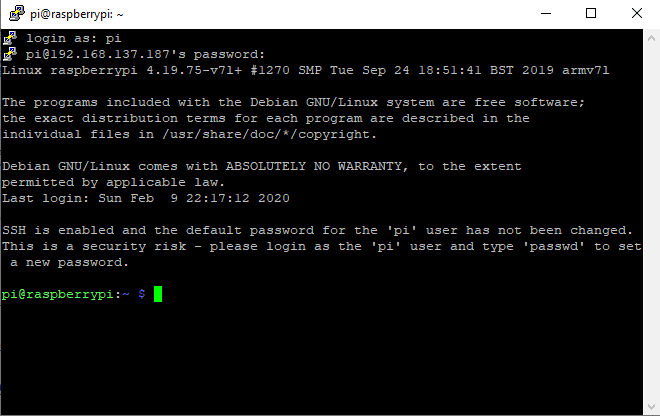 pi@raspberrypi: ~
login as: pi
pi@192.168.137.187's password:
Linux raspberrypi 4.19.75-v7l+ #1270 SMP Tue Sep 24 18:51:41 BST 2019 armv7l
The programs included with the Debian GNU/Linux system are free software;
the exact distribution terms for each program are described in the
individual files in /usr/share/doc/*/copyright.
Debian GNU/Linux comes with ABSOLUTELY NO WARRANTY, to the extent
permitted by applicable law.
Last login: Sun Feb  9 22:17:12 2020
SSH is enabled and the default password for the 'pi' user has not been changed.
This is a security risk - please login as the 'pi' user and type 'passwd' to set
 a new password.
pi@raspberrypi:~ $